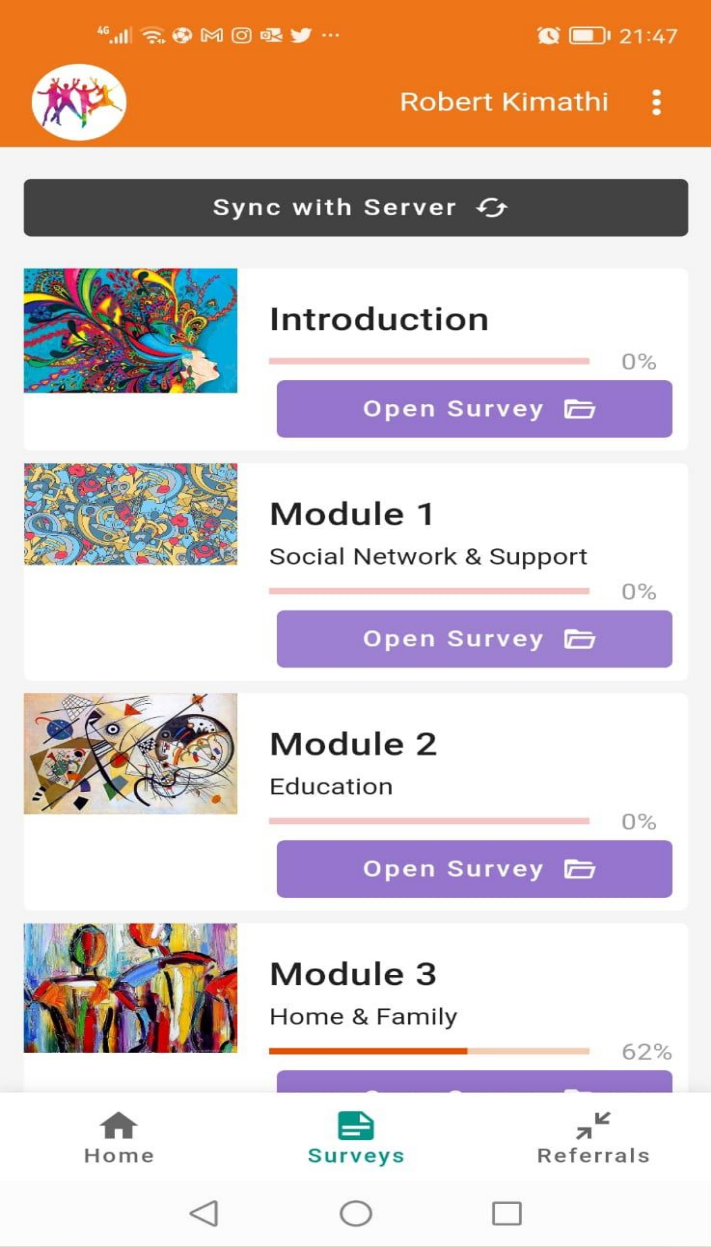 4G 21:47
Robert Kimathi
Sync with Server
Introduction
0%
Open Survey
Module 1
Social Network & Support
0%
Open Survey
Module 2
Education
0%
Open Survey
Module 3
Home & Family
62%
Home Surveys Referrals